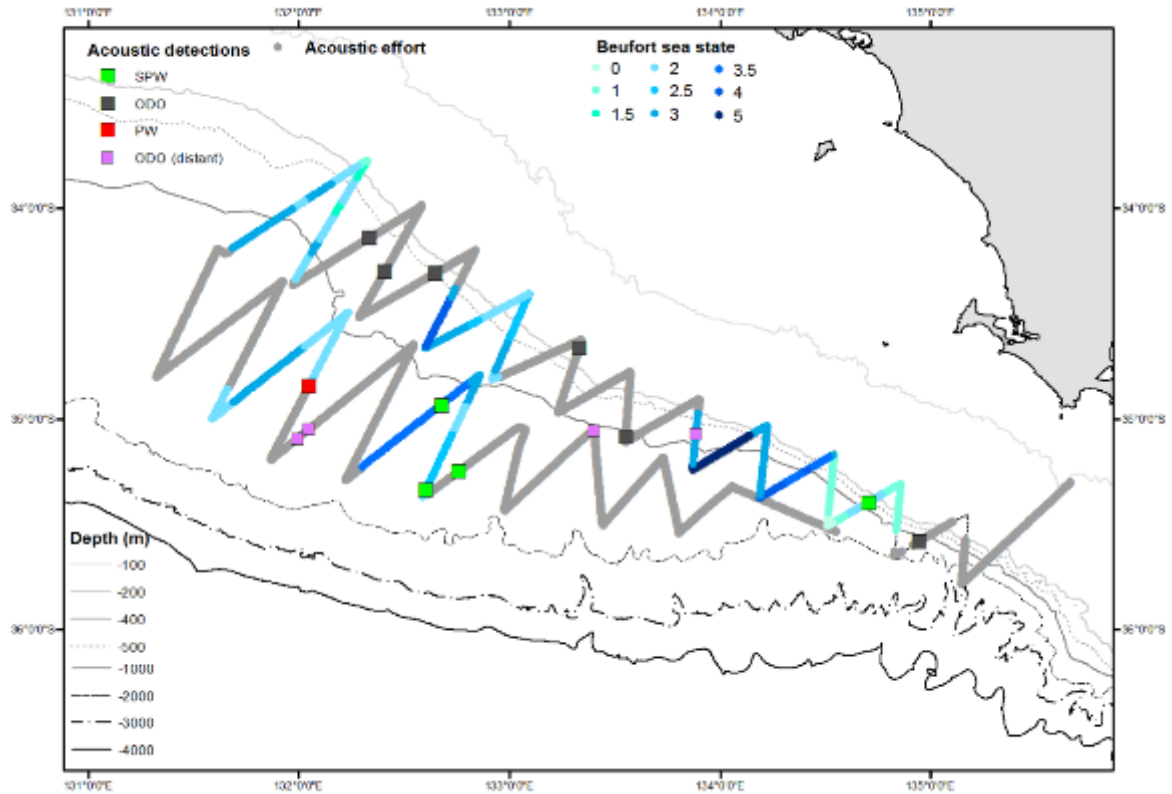 131°0'0"E 132°0'0"E 133°0'0"E 134°0'0"E 135°0'0"E
Acoustic detections
SPW
ODO
PW
ODO (distant)
Acoustic effort
Beufort sea state
0 2 3.5
1 2.5 4
1.5 3 5
34°0'0"S 34°0'0"S
35°0'0"S 35°0'0"S
36°0'0"S 36°0'0"S
Depth (m)
-100
-200
-400
-500
-1000
-2000
-3000
-4000
131°0'0"E 132°0'0"E 133°0'0"E 134°0'0"E 135°0'0"E